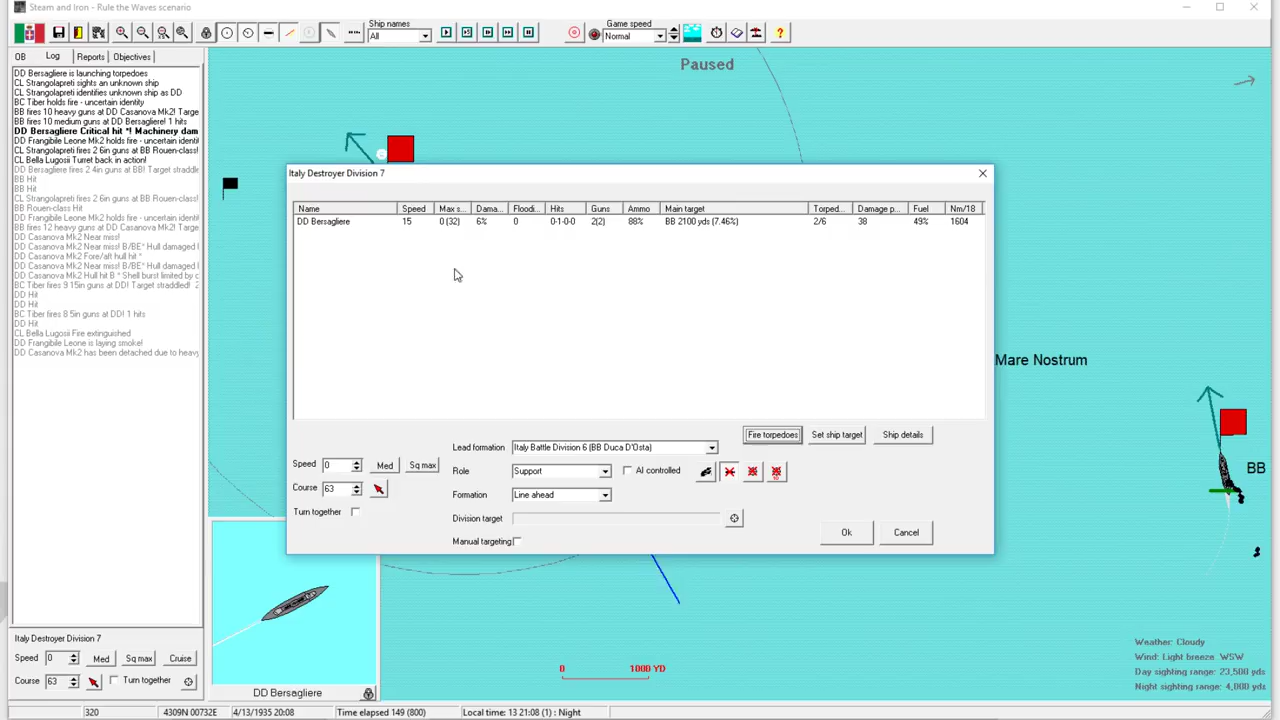 Steam and Iron - Rule the Waves scenario
Ship names
All
Game speed
Normal
OB Log Reports Objectives
DD Bersagliere is launching torpedoes
CL Strangolapreti sights an unknown ship
CL Strangolapreti identifies unknown ship as DD
BC Tiber holds fire - uncertain identity
BB fires 10 heavy guns at DD Casanova Mk2! Target
BB fires 10 medium guns at DD Bersagliere! 1 hits
DD Bersagliere Critical hit *! Machinery dam
DD Frangibile Leone Mk2 holds fire - uncertain identit
CL Strangolapreti fires 2 6in guns at BB Rouen-class!
CL Bella Lugosii Turret back in action!
DD Bersagliere fires 2 4in guns at BB! Target straddle
BB Hit
BB Hit
CL Strangolapreti fires 2 6in guns at BB Rouen-class!
BB Rouen-class Hit
DD Frangibile Leone Mk2 holds fire - uncertain identit
BB fires 12 heavy guns at DD Casanova Mk2! Target
DD Casanova Mk2 Near miss!
DD Casanova Mk2 Near miss! B/BE* Hull damaged
DD Casanova Mk2 Fore/aft hull hit *
DD Casanova Mk2 Near miss! B/BE* Hull damaged
DD Casanova Mk2 Hull hit B * Shell burst limited by c
BC Tiber fires 9 15in guns at DD! Target straddled! 2
DD Hit
DD Hit
BC Tiber fires 8 5in guns at DD! 1 hits
DD Hit
CL Bella Lugosii Fire extinguished
DD Frangibile Leone is laying smoke!
DD Casanova Mk2 has been detached due to heavy
Paused
Italy Destroyer Division 7
Name Speed Max s... Dama... Floodi... Hits Guns Ammo Main target Torped... Damage p... Fuel Nm/18
DD Bersagliere 15 0 (32) 6% 0 0-1-0-0 2(2) 88% BB 2100 yds (7.46%) 2/6 38 49% 1604
Fire torpedoes Set ship target Ship details
Lead formation Italy Battle Division 6 (BB Duca D'Osta)
Speed 0 Med Sq max
Role Support AI controlled
Course 63
Formation Line ahead
Turn together
Division target
Manual targeting
Ok Cancel
Mare Nostrum
BB
0 1000 YD
Weather: Cloudy
Wind: Light breeze WSW
Day sighting range: 23,500 yds
Night sighting range: 4,000 yds
Italy Destroyer Division 7
Speed 0 Med Sq max Cruise
Course 63 Turn together
DD Bersagliere
320 4309N 00732E 4/13/1935 20:08 Time elapsed 149 (800) Local time: 13 21:08 (1) : Night